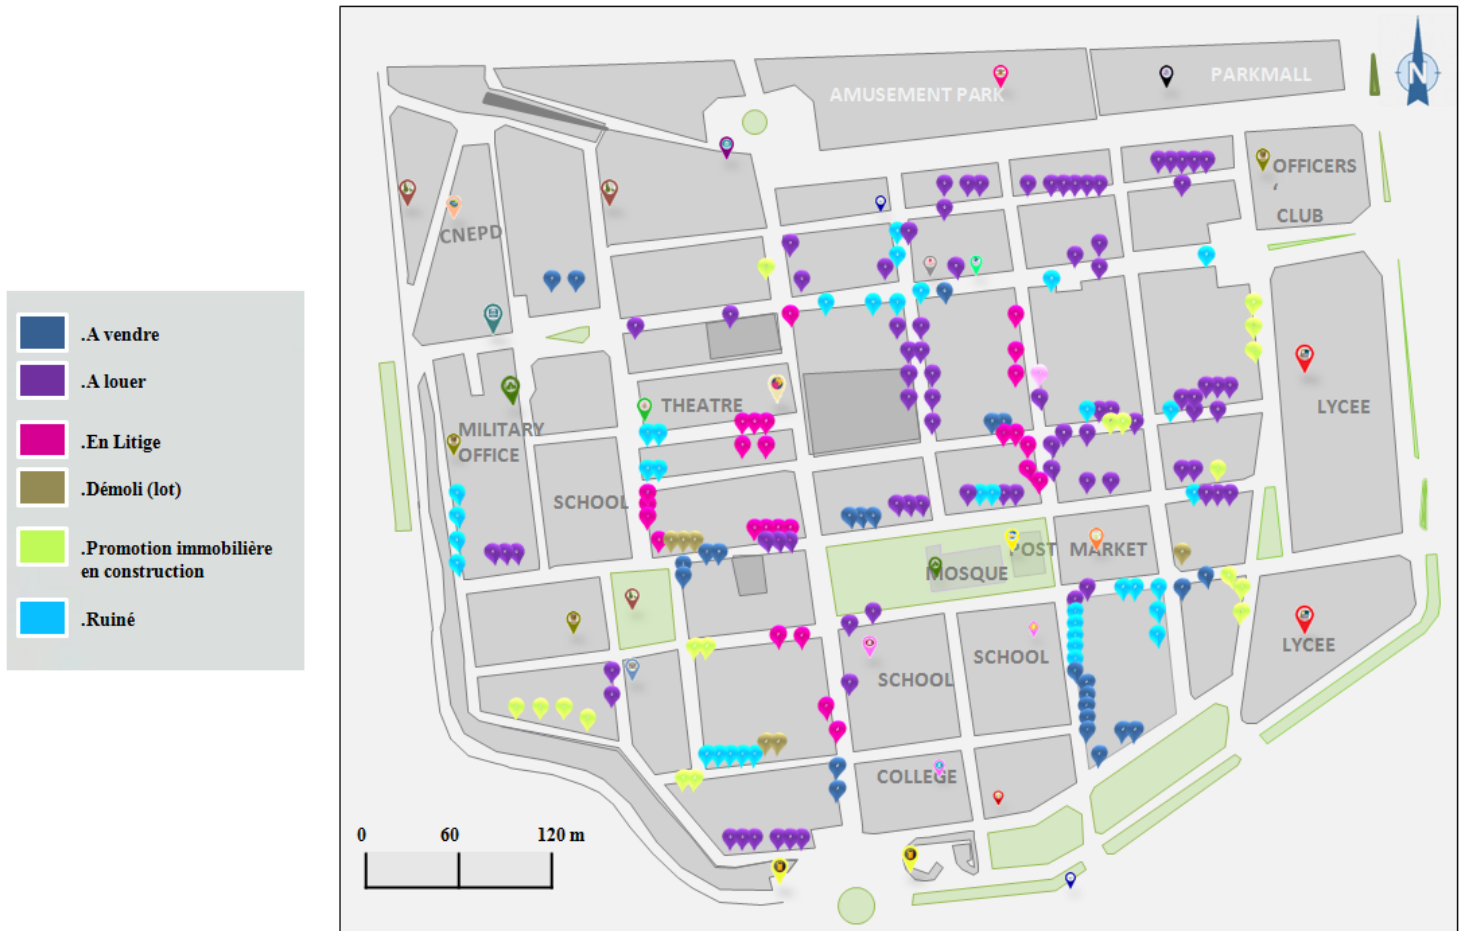 .A vendre
.A louer
.En Litige
.Démoli (lot)
.Promotion immobilière
en construction
.Ruiné
N
AMUSEMENT PARK
PARKMALL
OFFICERS
‘
CLUB
CNEPD
THEATRE
LYCEE
MILITARY
OFFICE
SCHOOL
POST
MARKET
MOSQUE
SCHOOL
SCHOOL
LYCEE
COLLEGE
0 60 120 m